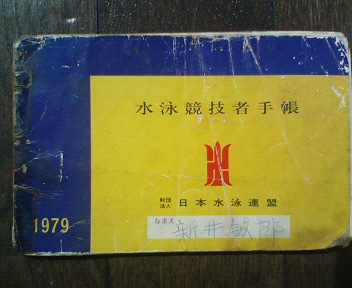 水泳競技者手帳
財団法人 日本水泳連盟
なまえ 新井敏郎
1979